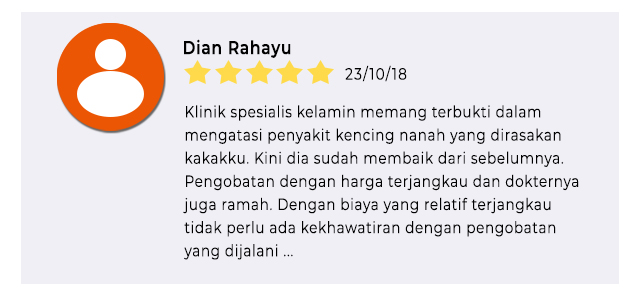 Dian Rahayu
23/10/18
Klinik spesialis kelamin memang terbukti dalam
mengatasi penyakit kencing nanah yang dirasakan
kakakku. Kini dia sudah membaik dari sebelumnya.
Pengobatan dengan harga terjangkau dan dokternya
juga ramah. Dengan biaya yang relatif terjangkau
tidak perlu ada kekhawatiran dengan pengobatan
yang dijalani ...